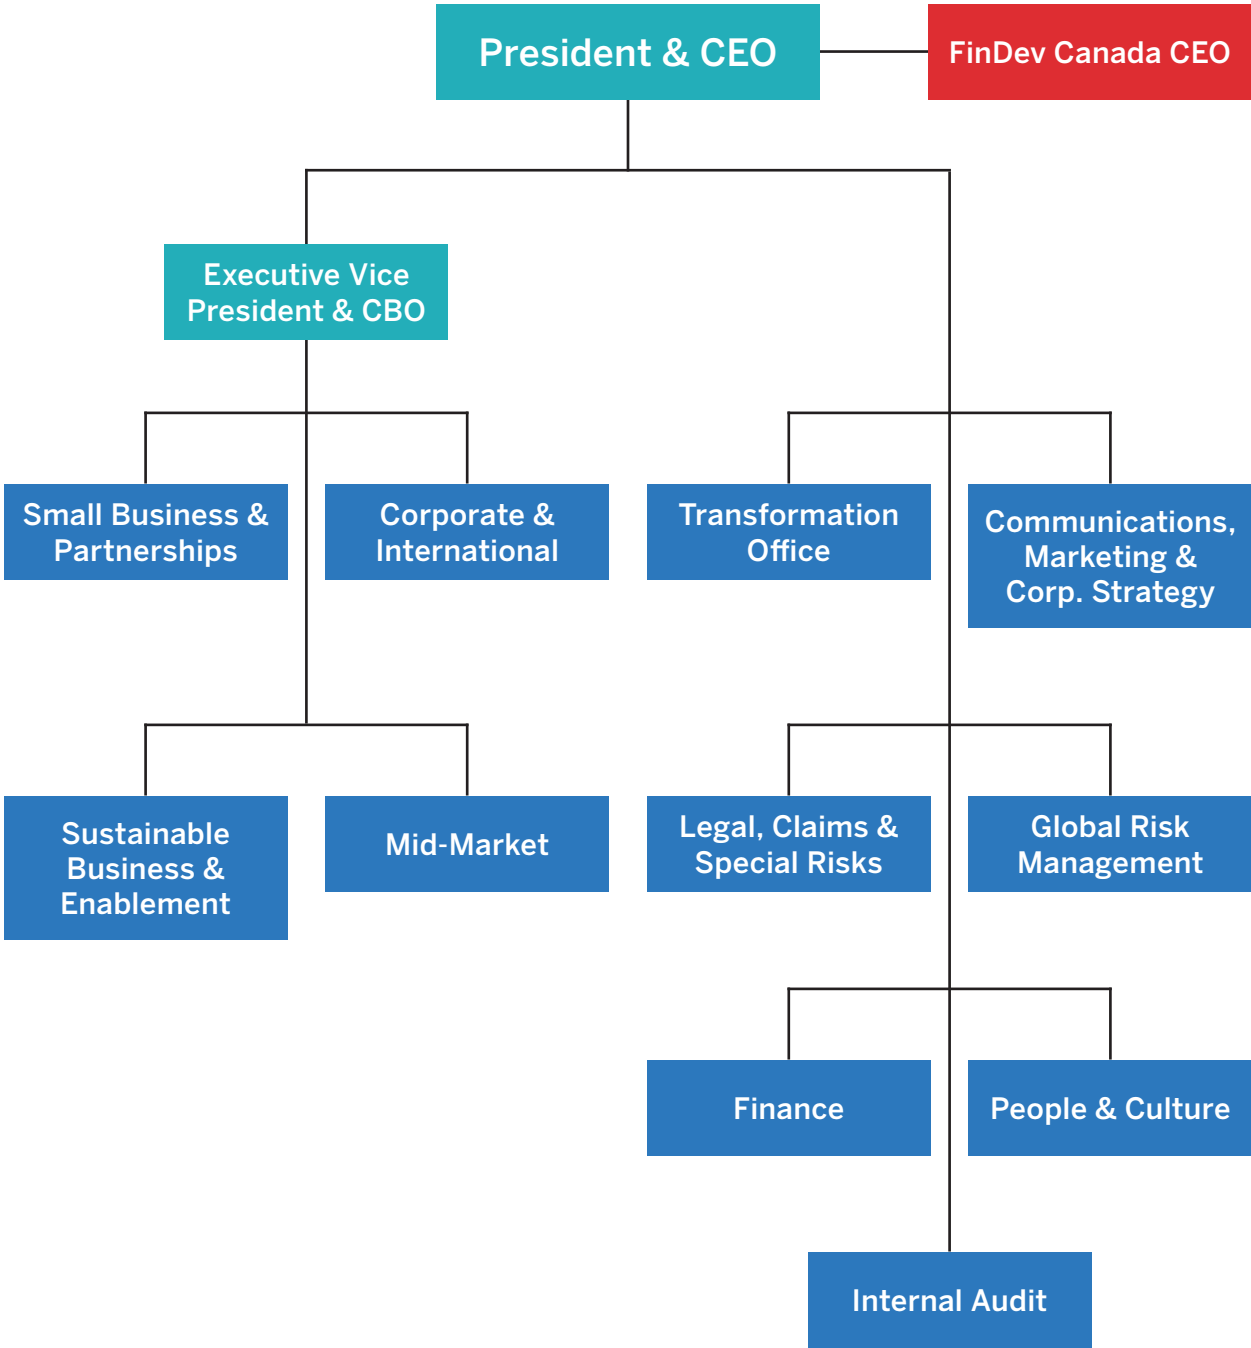 President & CEO
FinDev Canada CEO
Executive Vice
President & CBO
Small Business &
Partnerships
Corporate &
International
Transformation
Office
Communications,
Marketing &
Corp. Strategy
Sustainable
Business &
Enablement
Mid-Market
Legal, Claims &
Special Risks
Global Risk
Management
Finance
People & Culture
Internal Audit